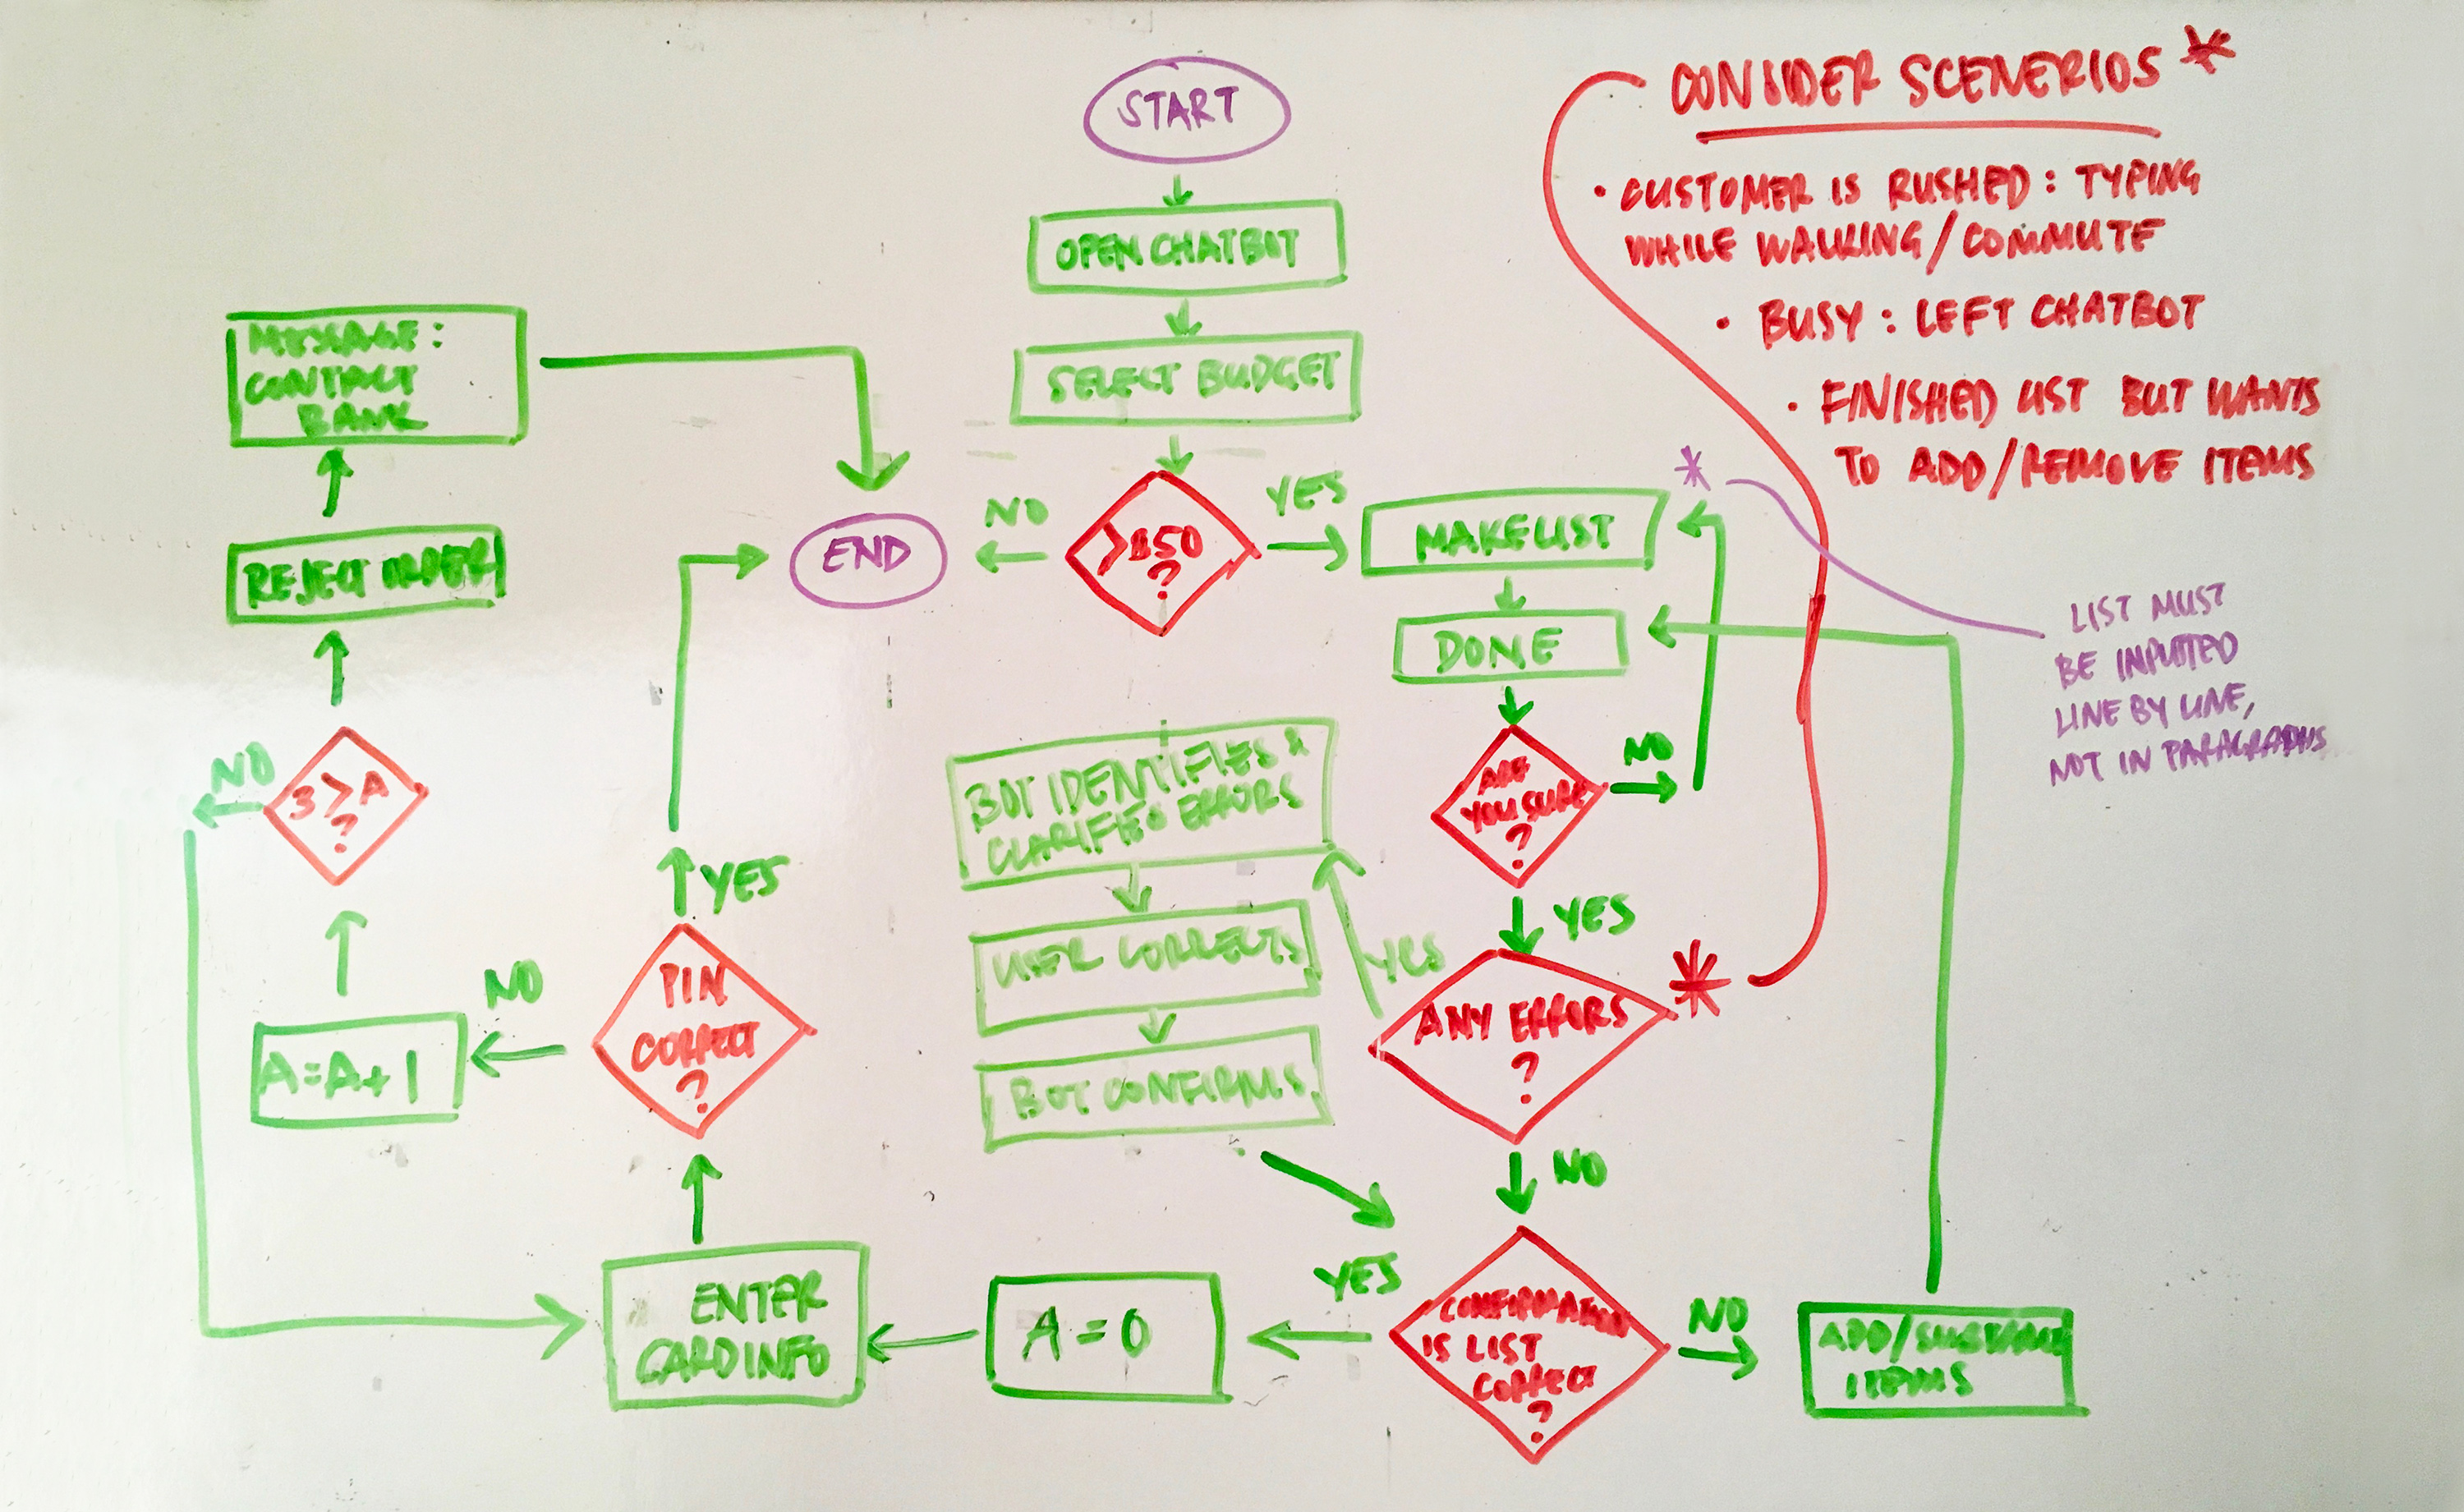 START
CONSIDER SCENERIOS *
• CUSTOMER IS RUSHED : TYPING
WHILE WALKING/COMMUTE
• BUSY : LEFT CHATBOT
• FINISHED LIST BUT WANTS
TO ADD/REMOVE ITEMS
OPEN CHATBOT
SELECT BUDGET
>$50
?
NO
YES
END
MAKE LIST
*
LIST MUST
BE INPUTTED
LINE BY LINE,
NOT IN PARAGRAPHS
DONE
ARE
YOU SURE
?
NO
YES
ANY ERRORS
?
*
YES
BOT IDENTIFIES &
CLARIFIES ERRORS
USER CORRECTS
BOT CONFIRMS
NO
CONFIRMATION
IS LIST
CORRECT
?
NO
ADD/SUBTRACT
ITEMS
YES
A = 0
ENTER
CARD INFO
PIN
CORRECT
?
YES
NO
A=A+1
3>A
?
NO
REJECT ORDER
MESSAGE:
CONTACT
BANK